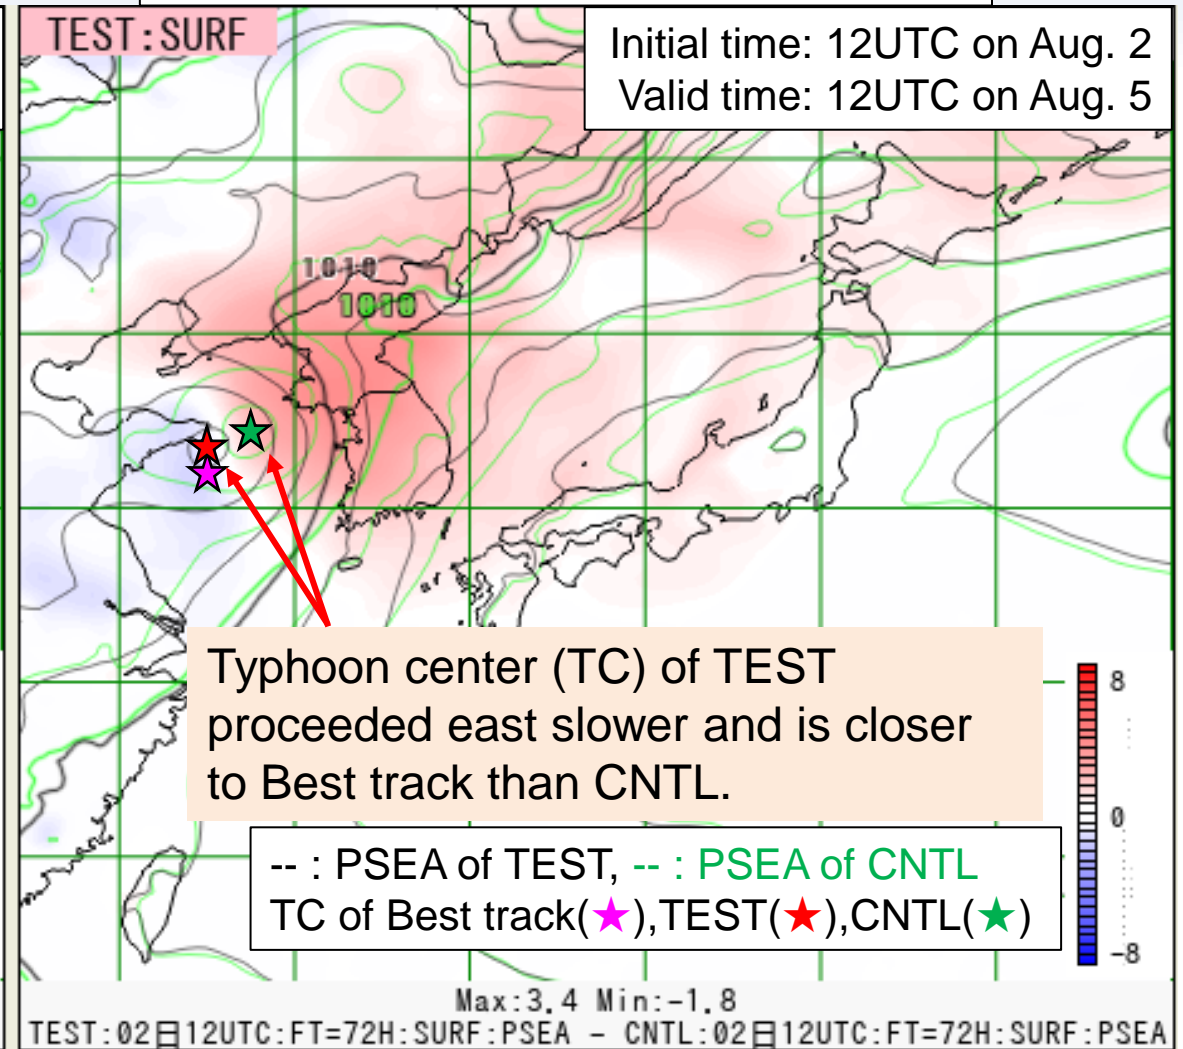 TEST:SURF
Initial time: 12UTC on Aug. 2
Valid time: 12UTC on Aug. 5
1010
1010
Typhoon center (TC) of TEST
proceeded east slower and is closer
to Best track than CNTL.
8
0
-8
-- : PSEA of TEST, -- : PSEA of CNTL
TC of Best track(★),TEST(★),CNTL(★)
Max:3.4 Min:-1.8
TEST:02日12UTC:FT=72H:SURF:PSEA - CNTL:02日12UTC:FT=72H:SURF:PSEA